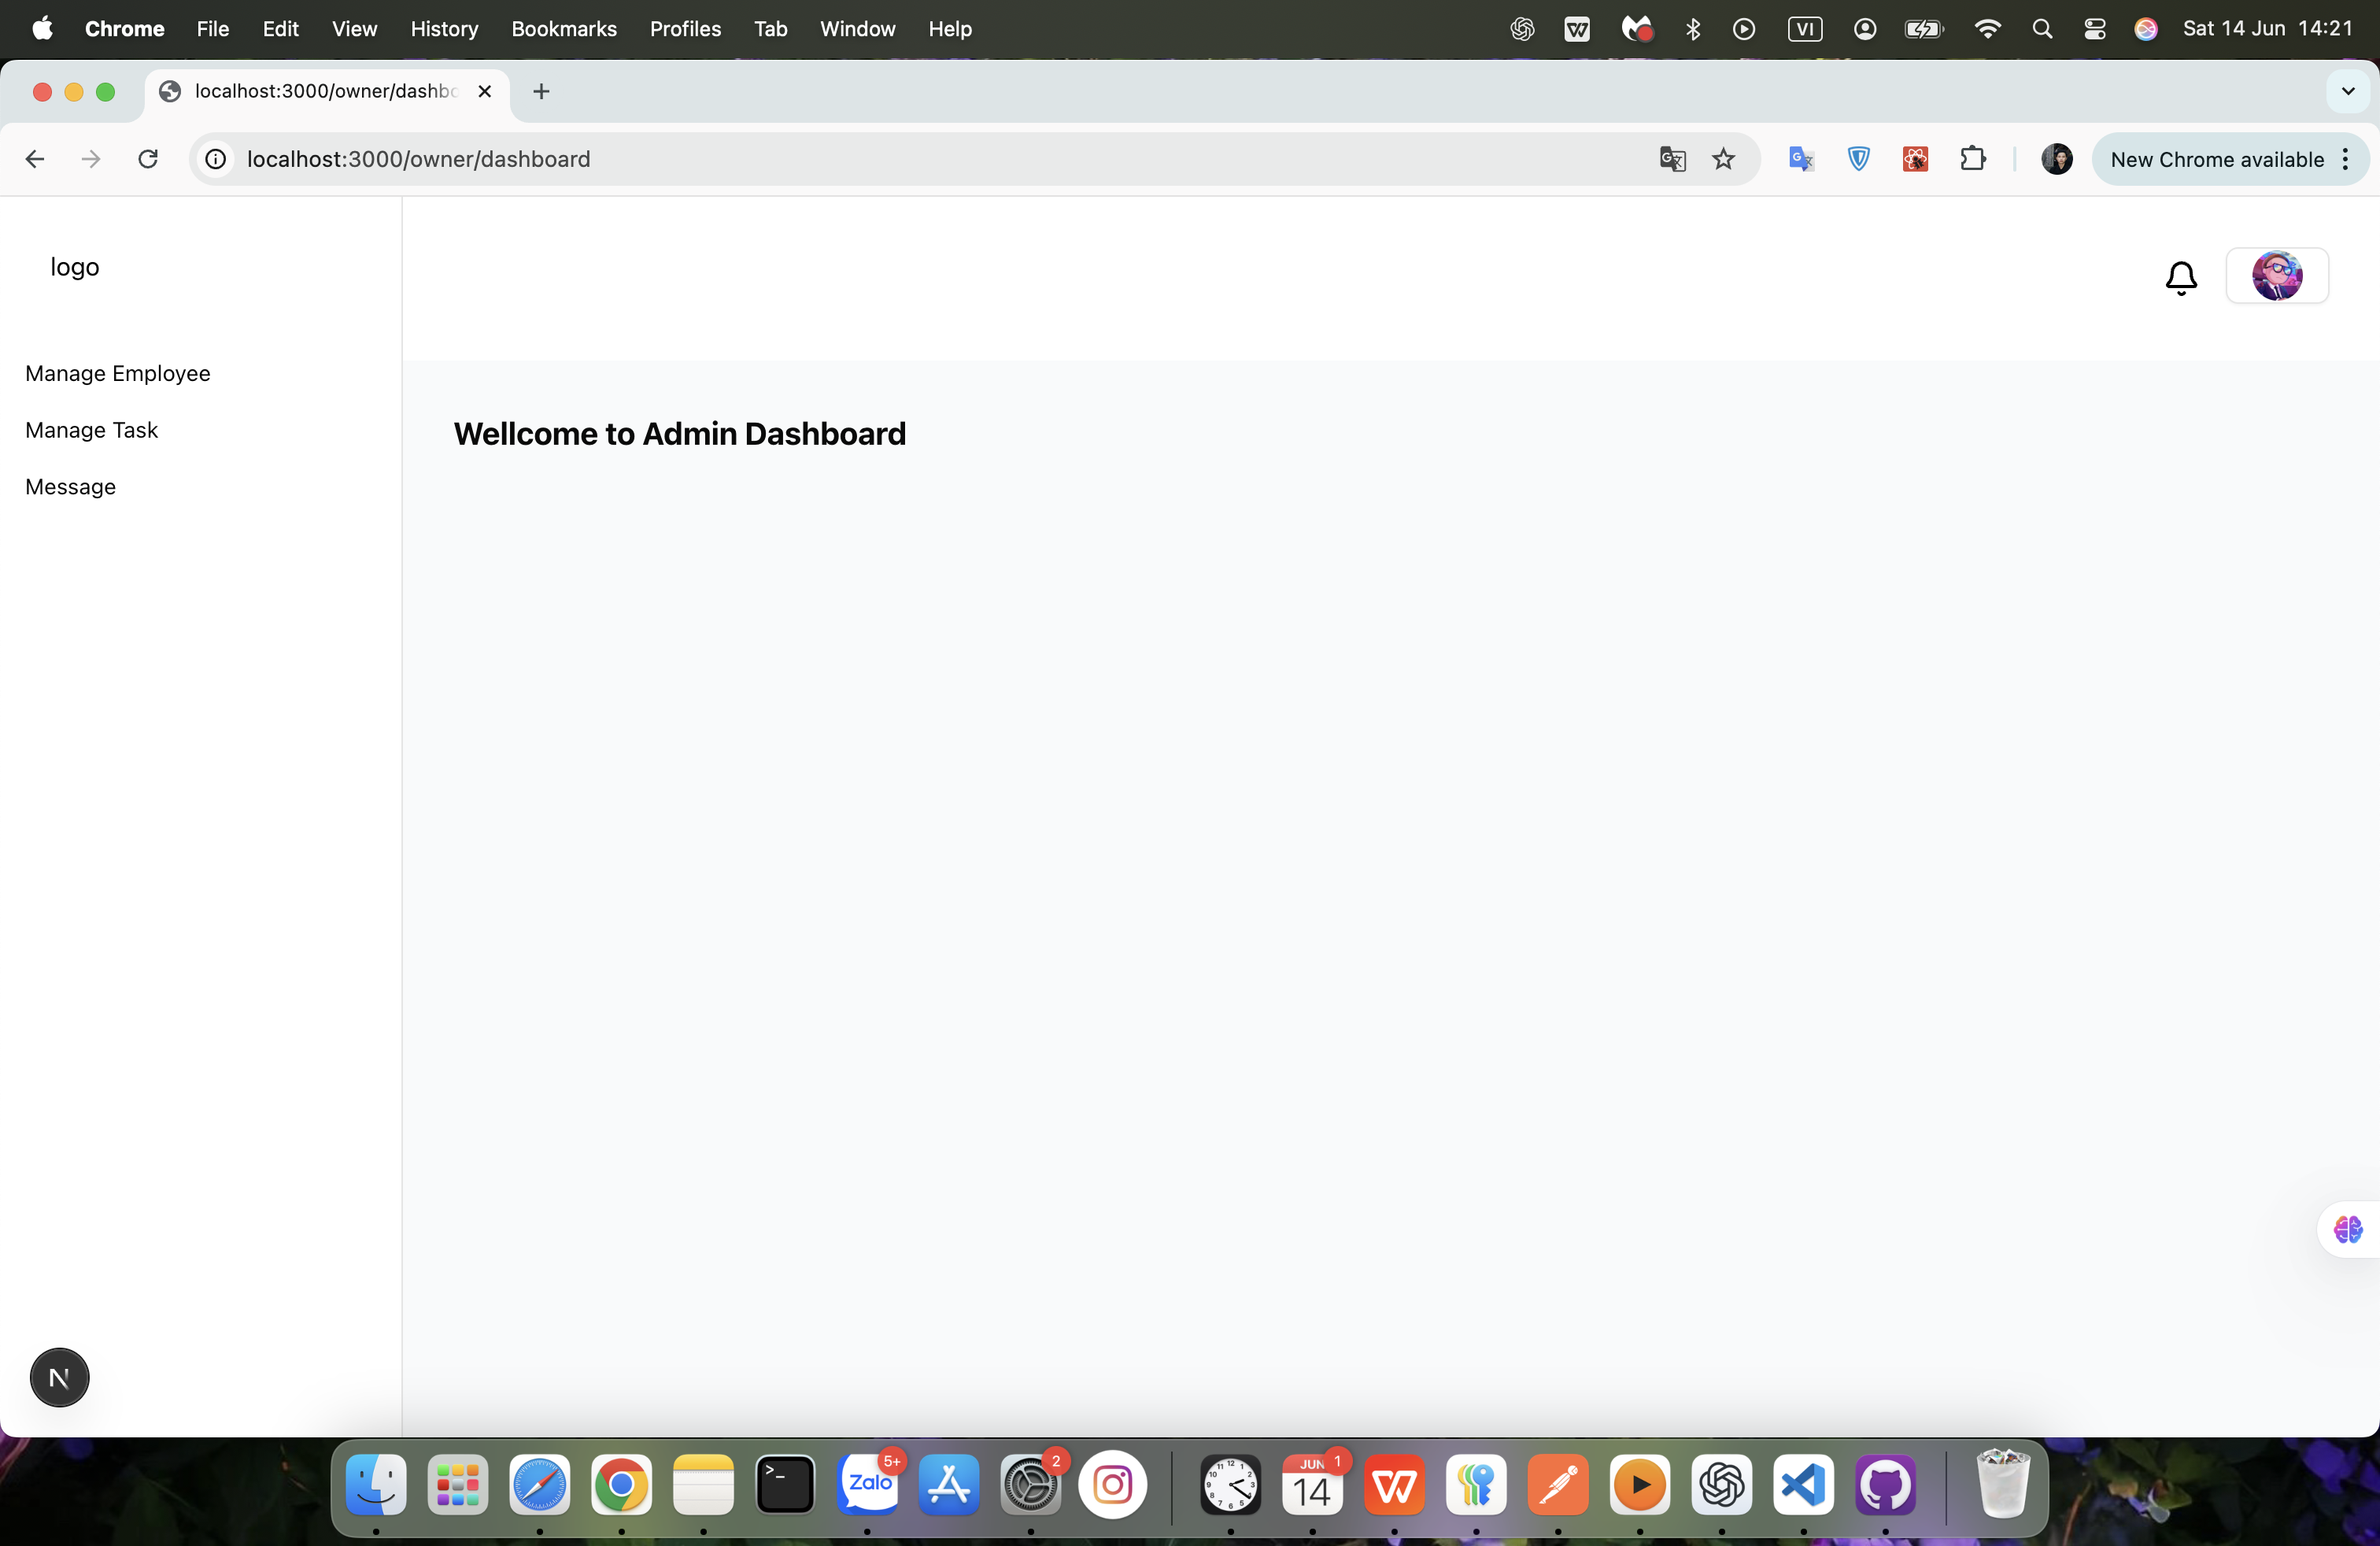 Chrome File Edit View History Bookmarks Profiles Tab Window Help VI Sat 14 Jun 14:21
localhost:3000/owner/dashbo
localhost:3000/owner/dashboard New Chrome available
logo
Manage Employee
Manage Task
Message
Wellcome to Admin Dashboard
N
Zalo 5+ 2 JUN 14 1